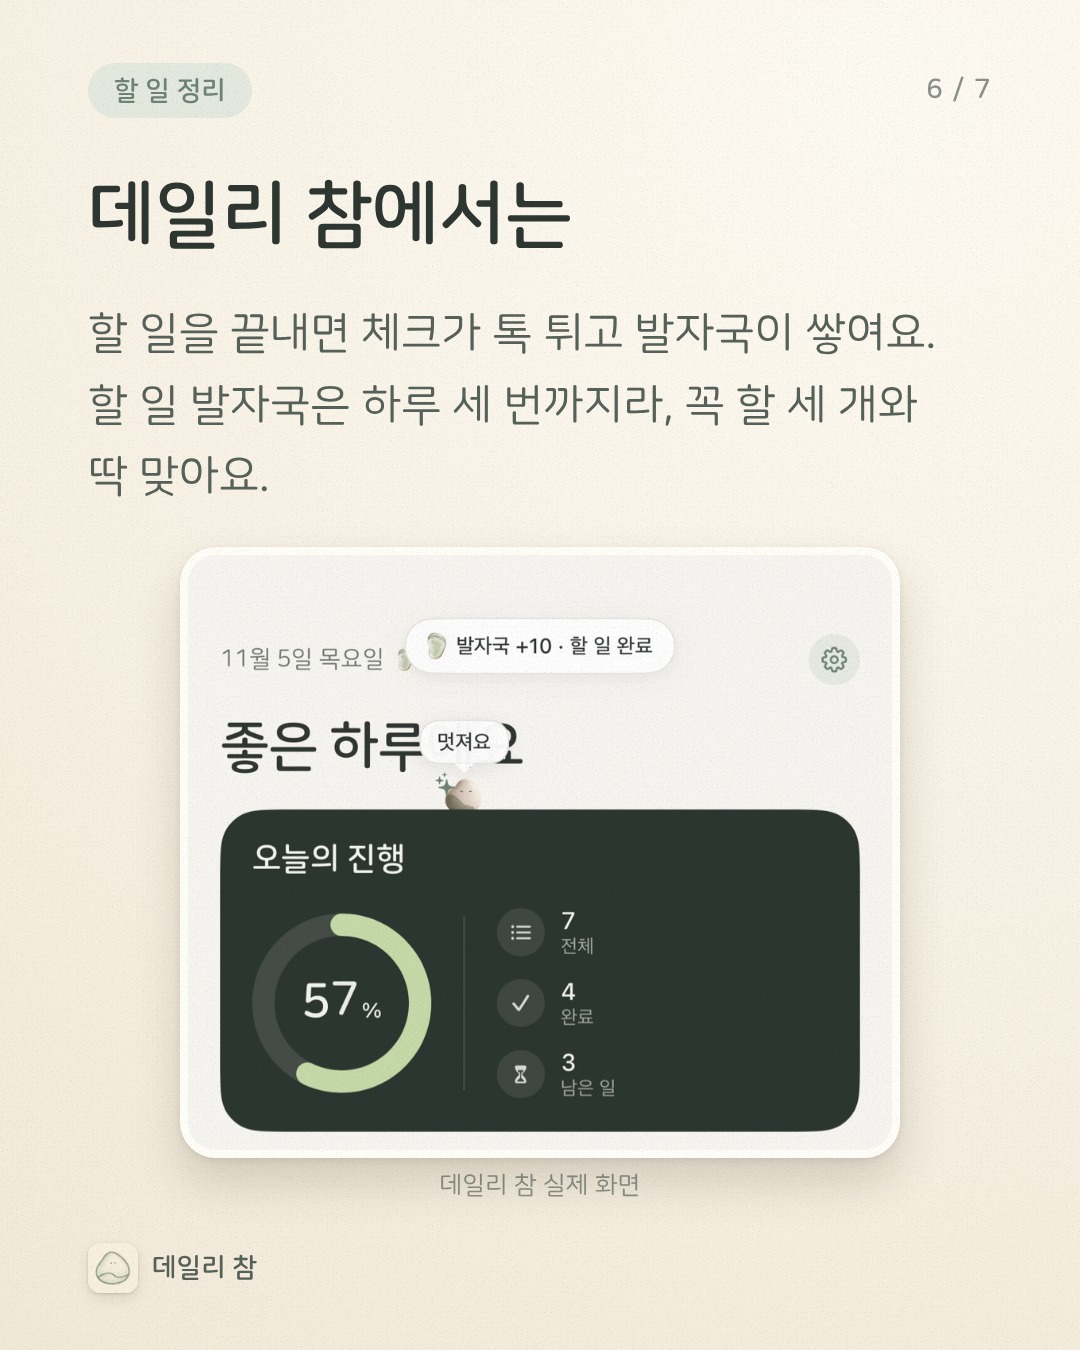 할 일 정리
6 / 7
데일리 참에서는
할 일을 끝내면 체크가 톡 튀고 발자국이 쌓여요.
할 일 발자국은 하루 세 번까지라, 꼭 할 세 개와
딱 맞아요.
11월 5일 목요일
발자국 +10 · 할 일 완료
좋은 하루
멋져요
오늘의 진행
57%
7
전체
4
완료
3
남은 일
데일리 참 실제 화면
데일리 참